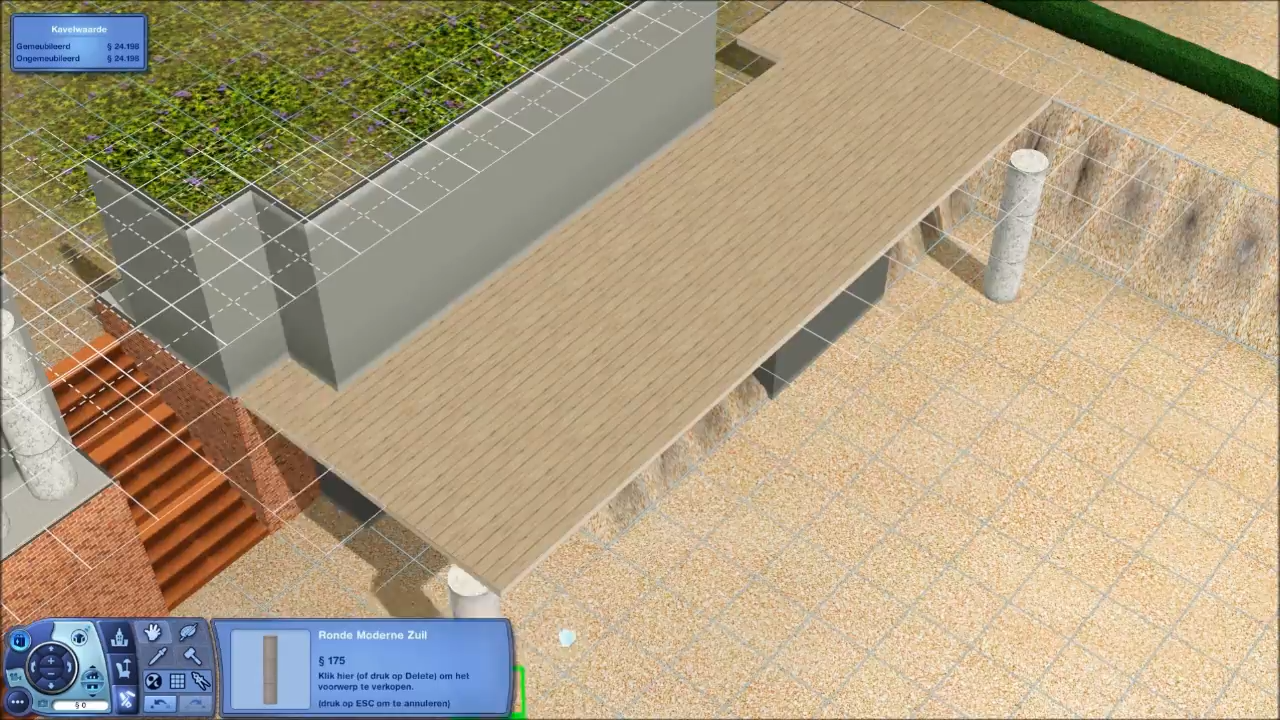 Kavelwaarde
Gemeubileerd § 24.198
Ongemeubileerd § 24.198
Ronde Moderne Zuil
§ 175
Klik hier (of druk op Delete) om het
voorwerp te verkopen.
(druk op ESC om te annuleren)
§ 0